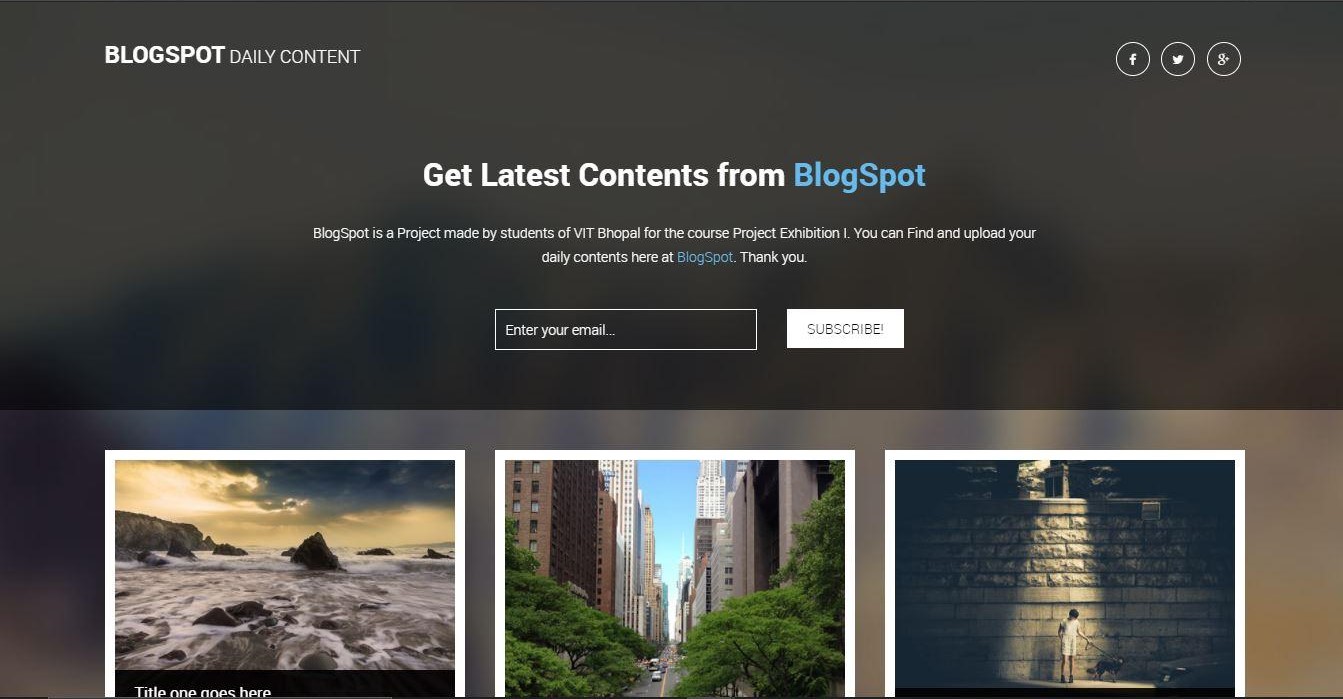 BLOGSPOT DAILY CONTENT
Get Latest Contents from BlogSpot
BlogSpot is a Project made by students of VIT Bhopal for the course Project Exhibition I. You can Find and upload your
daily contents here at BlogSpot. Thank you.
Enter your email...
SUBSCRIBE!
Title one goes here